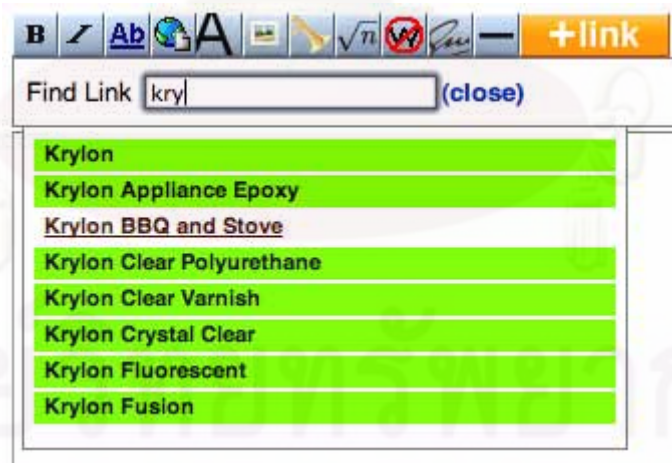 B I Ab A √n W — +link
Find Link kry (close)
Krylon
Krylon Appliance Epoxy
Krylon BBQ and Stove
Krylon Clear Polyurethane
Krylon Clear Varnish
Krylon Crystal Clear
Krylon Fluorescent
Krylon Fusion